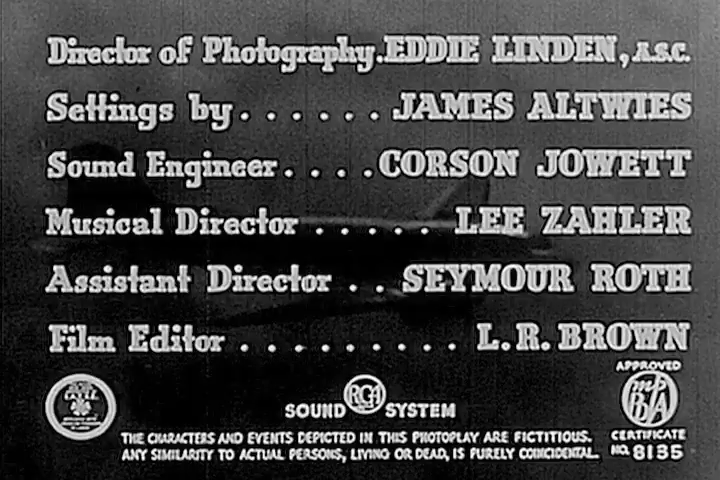 Director of Photography.EDDIE LINDEN, A.S.C.
Settings by . . . . . . JAMES ALTWIES
Sound Engineer . . . . CORSON JOWETT
Musical Director . . . . . LEE ZAHLER
Assistant Director . . SEYMOUR ROTH
Film Editor . . . . . . . . . L. R. BROWN
APPROVED
MPPDA
CERTIFICATE
NO. 8135
SOUND RCA SYSTEM
THE CHARACTERS AND EVENTS DEPICTED IN THIS PHOTOPLAY ARE FICTITIOUS.
ANY SIMILARITY TO ACTUAL PERSONS, LIVING OR DEAD, IS PURELY COINCIDENTAL.